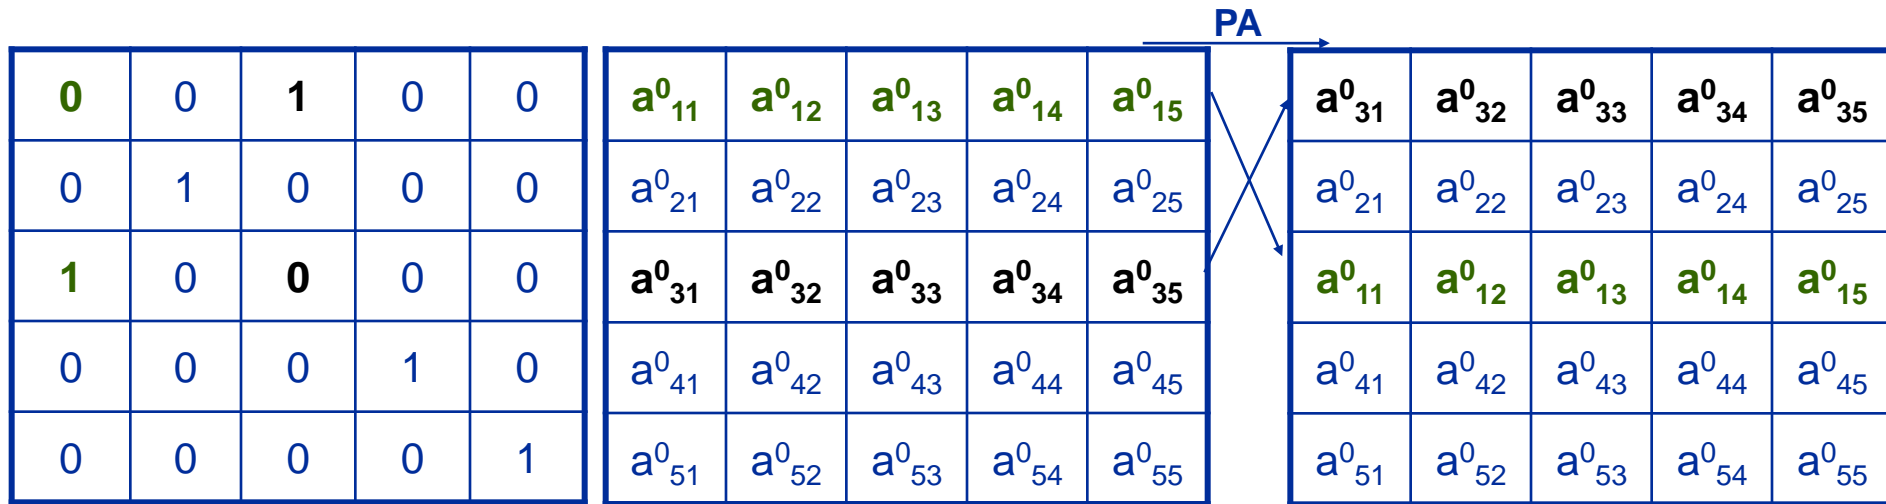 PA
0 0 1 0 0 a⁰₁₁ a⁰₁₂ a⁰₁₃ a⁰₁₄ a⁰₁₅ a⁰₃₁ a⁰₃₂ a⁰₃₃ a⁰₃₄ a⁰₃₅
0 1 0 0 0 a⁰₂₁ a⁰₂₂ a⁰₂₃ a⁰₂₄ a⁰₂₅ a⁰₂₁ a⁰₂₂ a⁰₂₃ a⁰₂₄ a⁰₂₅
1 0 0 0 0 a⁰₃₁ a⁰₃₂ a⁰₃₃ a⁰₃₄ a⁰₃₅ a⁰₁₁ a⁰₁₂ a⁰₁₃ a⁰₁₄ a⁰₁₅
0 0 0 1 0 a⁰₄₁ a⁰₄₂ a⁰₄₃ a⁰₄₄ a⁰₄₅ a⁰₄₁ a⁰₄₂ a⁰₄₃ a⁰₄₄ a⁰₄₅
0 0 0 0 1 a⁰₅₁ a⁰₅₂ a⁰₅₃ a⁰₅₄ a⁰₅₅ a⁰₅₁ a⁰₅₂ a⁰₅₃ a⁰₅₄ a⁰₅₅